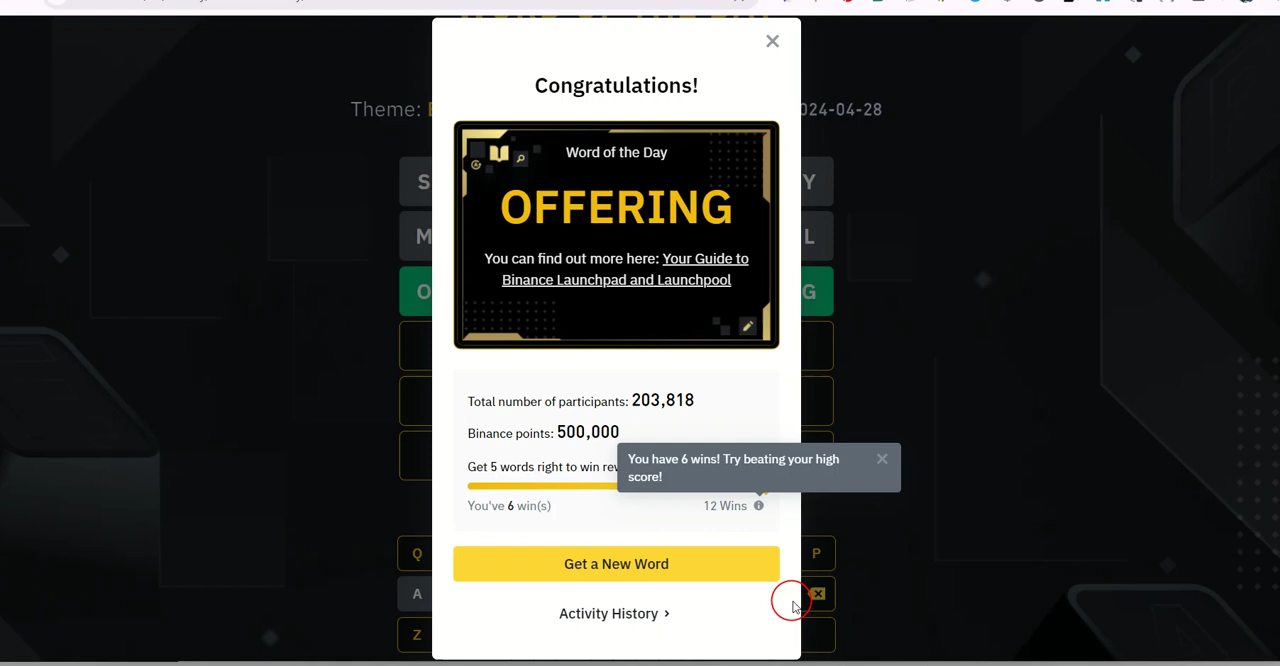 Congratulations!
Theme:
024-04-28
Word of the Day
S
Y
OFFERING
M
L
You can find out more here: Your Guide to
Binance Launchpad and Launchpool
O
G
Total number of participants: 203,818
Binance points: 500,000
Get 5 words right to win
You have 6 wins! Try beating your high
score!
You've 6 win(s)
12 Wins
Q
P
Get a New Word
A
Activity History >
Z